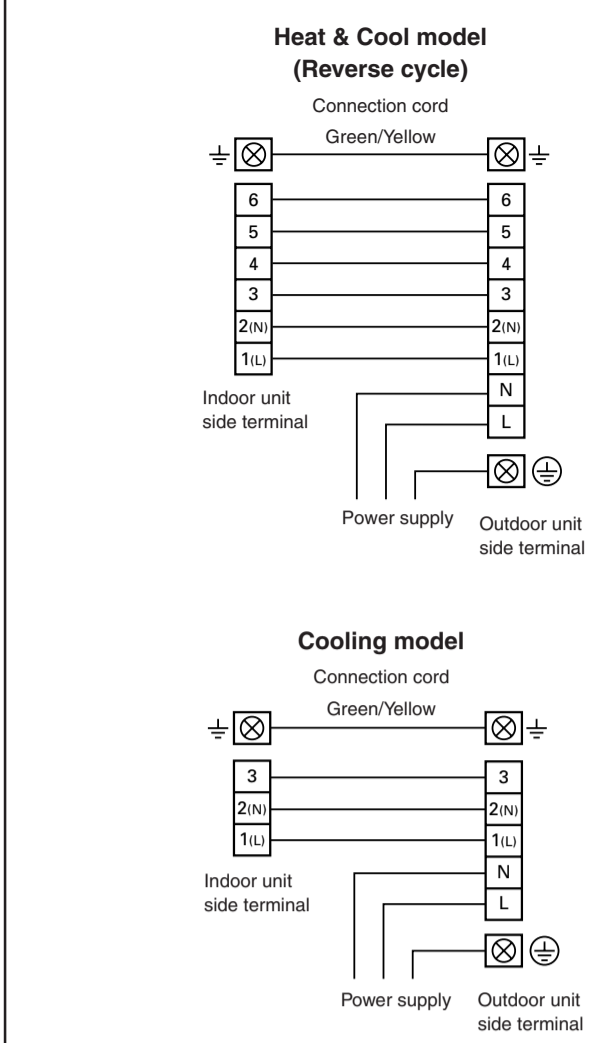 Heat & Cool model
(Reverse cycle)
Connection cord
Green/Yellow
6 6
5 5
4 4
3 3
2(N) 2(N)
1(L) 1(L)
N
L
Indoor unit
side terminal
Power supply
Outdoor unit
side terminal
Cooling model
Connection cord
Green/Yellow
3 3
2(N) 2(N)
1(L) 1(L)
N
L
Indoor unit
side terminal
Power supply
Outdoor unit
side terminal